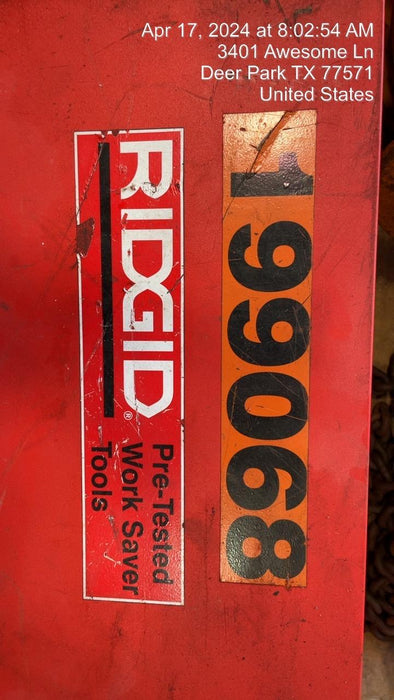 Apr 17, 2024 at 8:02:54 AM
3401 Awesome Ln
Deer Park TX 77571
United States
199068
RIDGID®
Pre-Tested
Work Saver
Tools